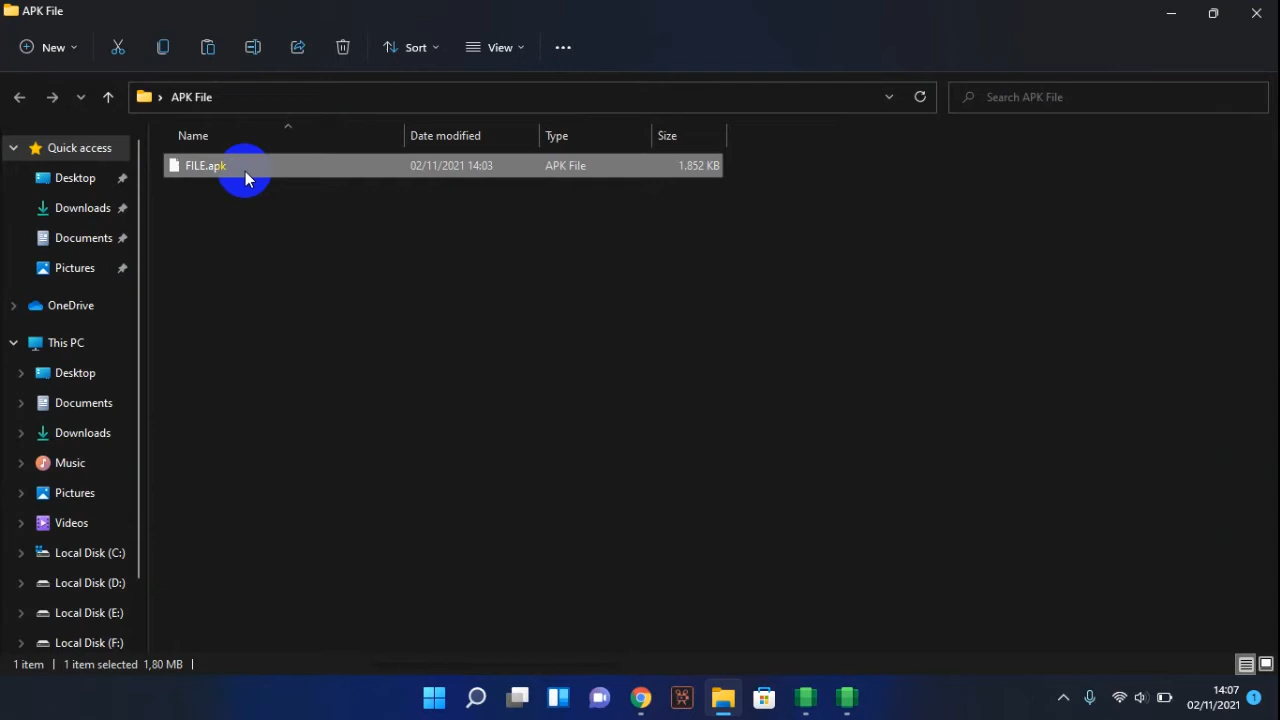 APK File
New
Sort
View
APK File
Search APK File
Name
Date modified
Type
Size
FILE.apk
02/11/2021 14:03
APK File
1.852 KB
Quick access
Desktop
Downloads
Documents
Pictures
OneDrive
This PC
Desktop
Documents
Downloads
Music
Pictures
Videos
Local Disk (C:)
Local Disk (D:)
Local Disk (E:)
Local Disk (F:)
1 item
1 item selected 1,80 MB
14:07
02/11/2021
1